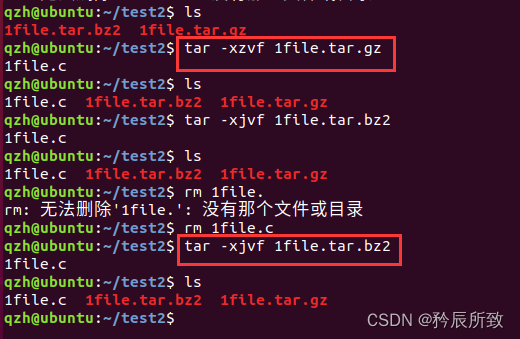 qzh@ubuntu:~/test2$ ls
1file.tar.bz2  1file.tar.gz
qzh@ubuntu:~/test2$ tar -xzvf 1file.tar.gz
1file.c
qzh@ubuntu:~/test2$ ls
1file.c  1file.tar.bz2  1file.tar.gz
qzh@ubuntu:~/test2$ tar -xjvf 1file.tar.bz2
1file.c
qzh@ubuntu:~/test2$ ls
1file.c  1file.tar.bz2  1file.tar.gz
qzh@ubuntu:~/test2$ rm 1file.
rm: 无法删除'1file.': 没有那个文件或目录
qzh@ubuntu:~/test2$ rm 1file.c
qzh@ubuntu:~/test2$ tar -xjvf 1file.tar.bz2
1file.c
qzh@ubuntu:~/test2$ ls
1file.c  1file.tar.bz2  1file.tar.gz
qzh@ubuntu:~/test2$
CSDN @矜辰所致